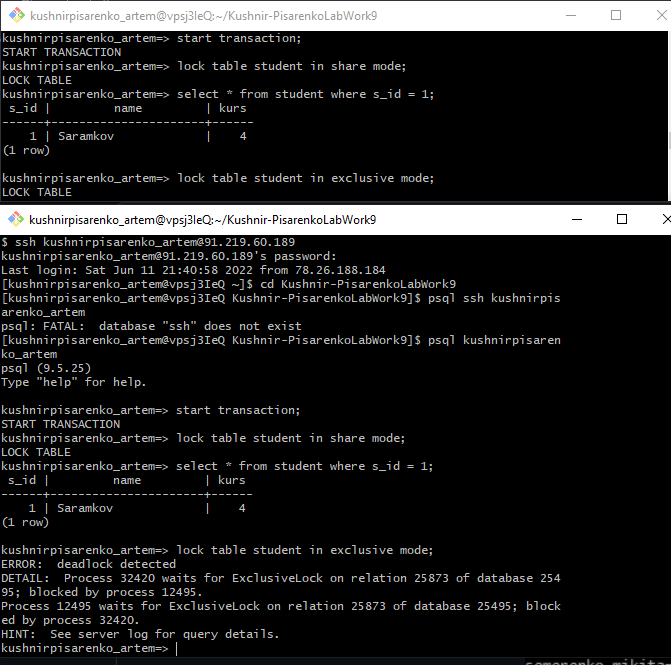 kushnirpisarenko_artem@vpsj3IeQ:~/Kushnir-PisarenkoLabWork9
kushnirpisarenko_artem=> start transaction;
START TRANSACTION
kushnirpisarenko_artem=> lock table student in share mode;
LOCK TABLE
kushnirpisarenko_artem=> select * from student where s_id = 1;
 s_id |         name         | kurs
------+----------------------+------
    1 | Saramkov             |    4
(1 row)
kushnirpisarenko_artem=> lock table student in exclusive mode;
LOCK TABLE
kushnirpisarenko_artem@vpsj3IeQ:~/Kushnir-PisarenkoLabWork9
$ ssh kushnirpisarenko_artem@91.219.60.189
kushnirpisarenko_artem@91.219.60.189's password:
Last login: Sat Jun 11 21:40:58 2022 from 78.26.188.184
[kushnirpisarenko_artem@vpsj3IeQ ~]$ cd Kushnir-PisarenkoLabWork9
[kushnirpisarenko_artem@vpsj3IeQ Kushnir-PisarenkoLabWork9]$ psql ssh kushnirpis
arenko_artem
psql: FATAL:  database "ssh" does not exist
[kushnirpisarenko_artem@vpsj3IeQ Kushnir-PisarenkoLabWork9]$ psql kushnirpisaren
ko_artem
psql (9.5.25)
Type "help" for help.
kushnirpisarenko_artem=> start transaction;
START TRANSACTION
kushnirpisarenko_artem=> lock table student in share mode;
LOCK TABLE
kushnirpisarenko_artem=> select * from student where s_id = 1;
 s_id |         name         | kurs
------+----------------------+------
    1 | Saramkov             |    4
(1 row)
kushnirpisarenko_artem=> lock table student in exclusive mode;
ERROR:  deadlock detected
DETAIL:  Process 32420 waits for ExclusiveLock on relation 25873 of database 254
95; blocked by process 12495.
Process 12495 waits for ExclusiveLock on relation 25873 of database 25495; block
ed by process 32420.
HINT:  See server log for query details.
kushnirpisarenko_artem=>